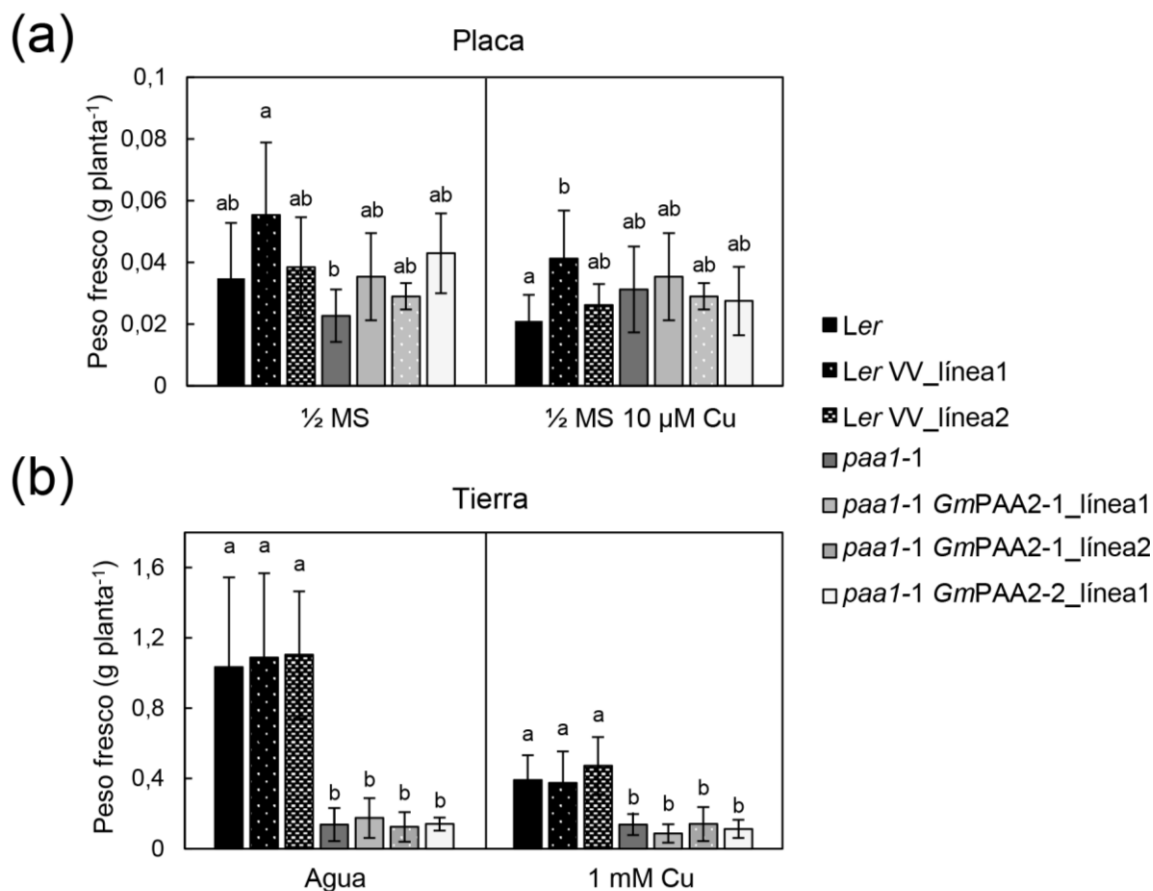 (a)
Placa
Peso fresco (g planta⁻¹)
0,1
0,08
0,06
0,04
0,02
0
ab
a
ab
b
ab
ab
ab
a
b
ab
ab
ab
ab
ab
½ MS
½ MS 10 µM Cu
Ler
Ler VV_línea1
Ler VV_línea2
paa1-1
paa1-1 GmPAA2-1_línea1
paa1-1 GmPAA2-1_línea2
paa1-1 GmPAA2-2_línea1
(b)
Tierra
Peso fresco (g planta⁻¹)
1,6
1,2
0,8
0,4
0
a
a
a
b
b
b
b
a
a
a
b
b
b
b
Agua
1 mM Cu